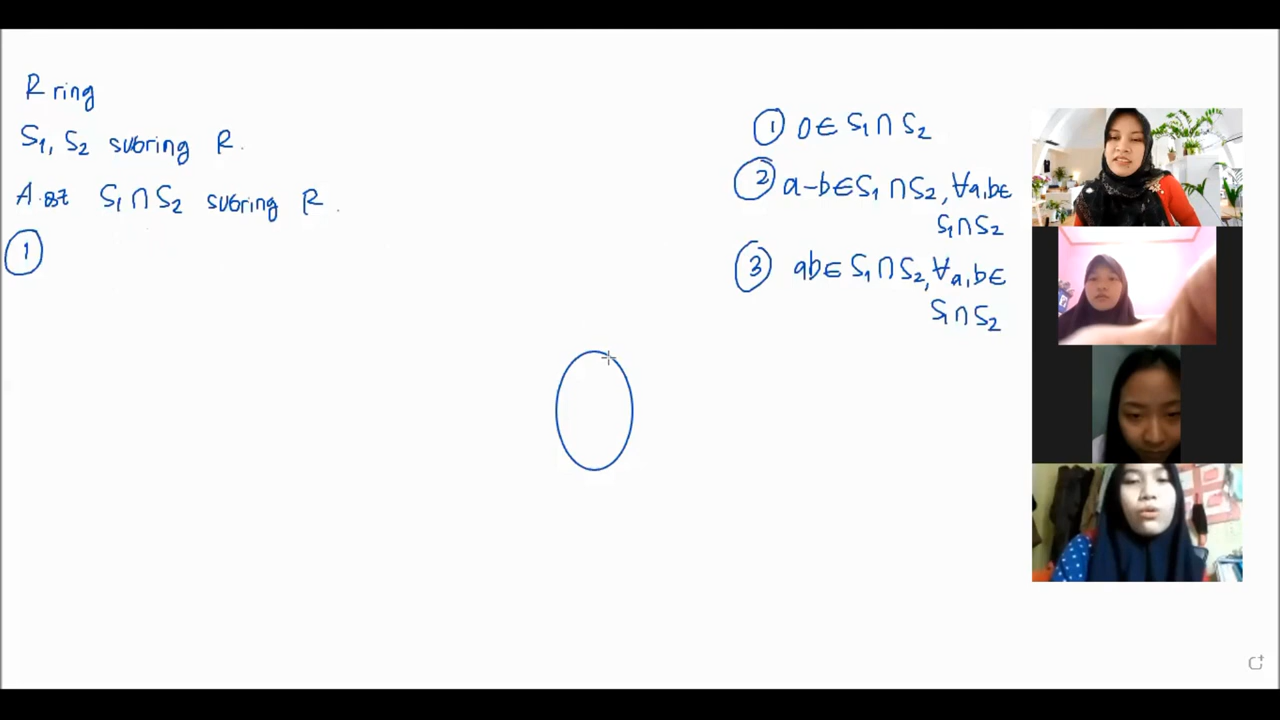 R ring
S₁, S₂ subring R.
A. S₁ ∩ S₂ subring R.
①
① 0 ∈ S₁ ∩ S₂
② a-b ∈ S₁ ∩ S₂, ∀a,b ∈
S₁ ∩ S₂
③ ab ∈ S₁ ∩ S₂, ∀a,b ∈
S₁ ∩ S₂